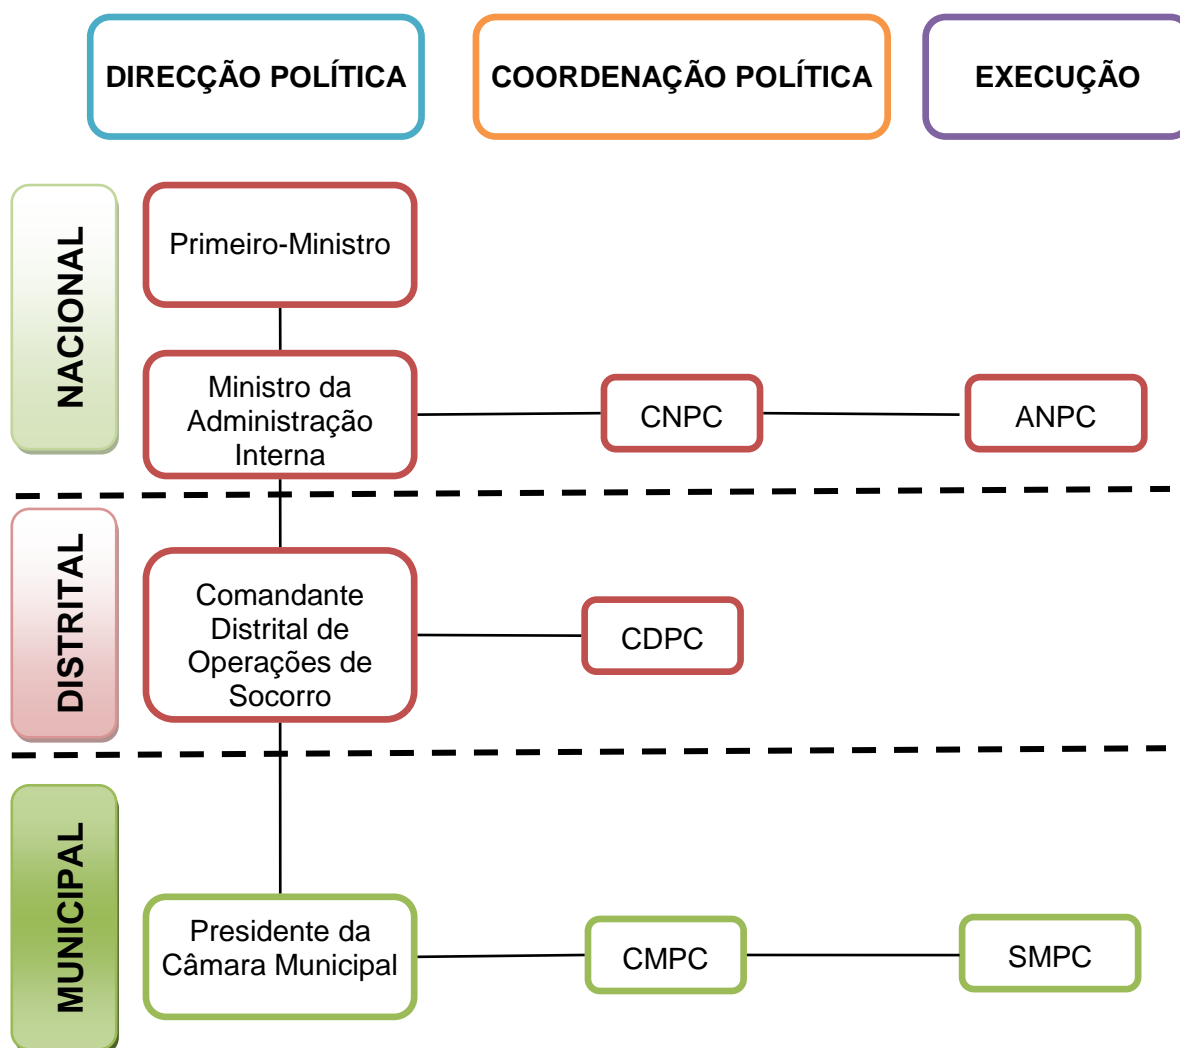 DIRECÇÃO POLÍTICA
COORDENAÇÃO POLÍTICA
EXECUÇÃO
NACIONAL
Primeiro-Ministro
Ministro da
Administração
Interna
CNPC
ANPC
DISTRITAL
Comandante
Distrital de
Operações de
Socorro
CDPC
MUNICIPAL
Presidente da
Câmara Municipal
CMPC
SMPC